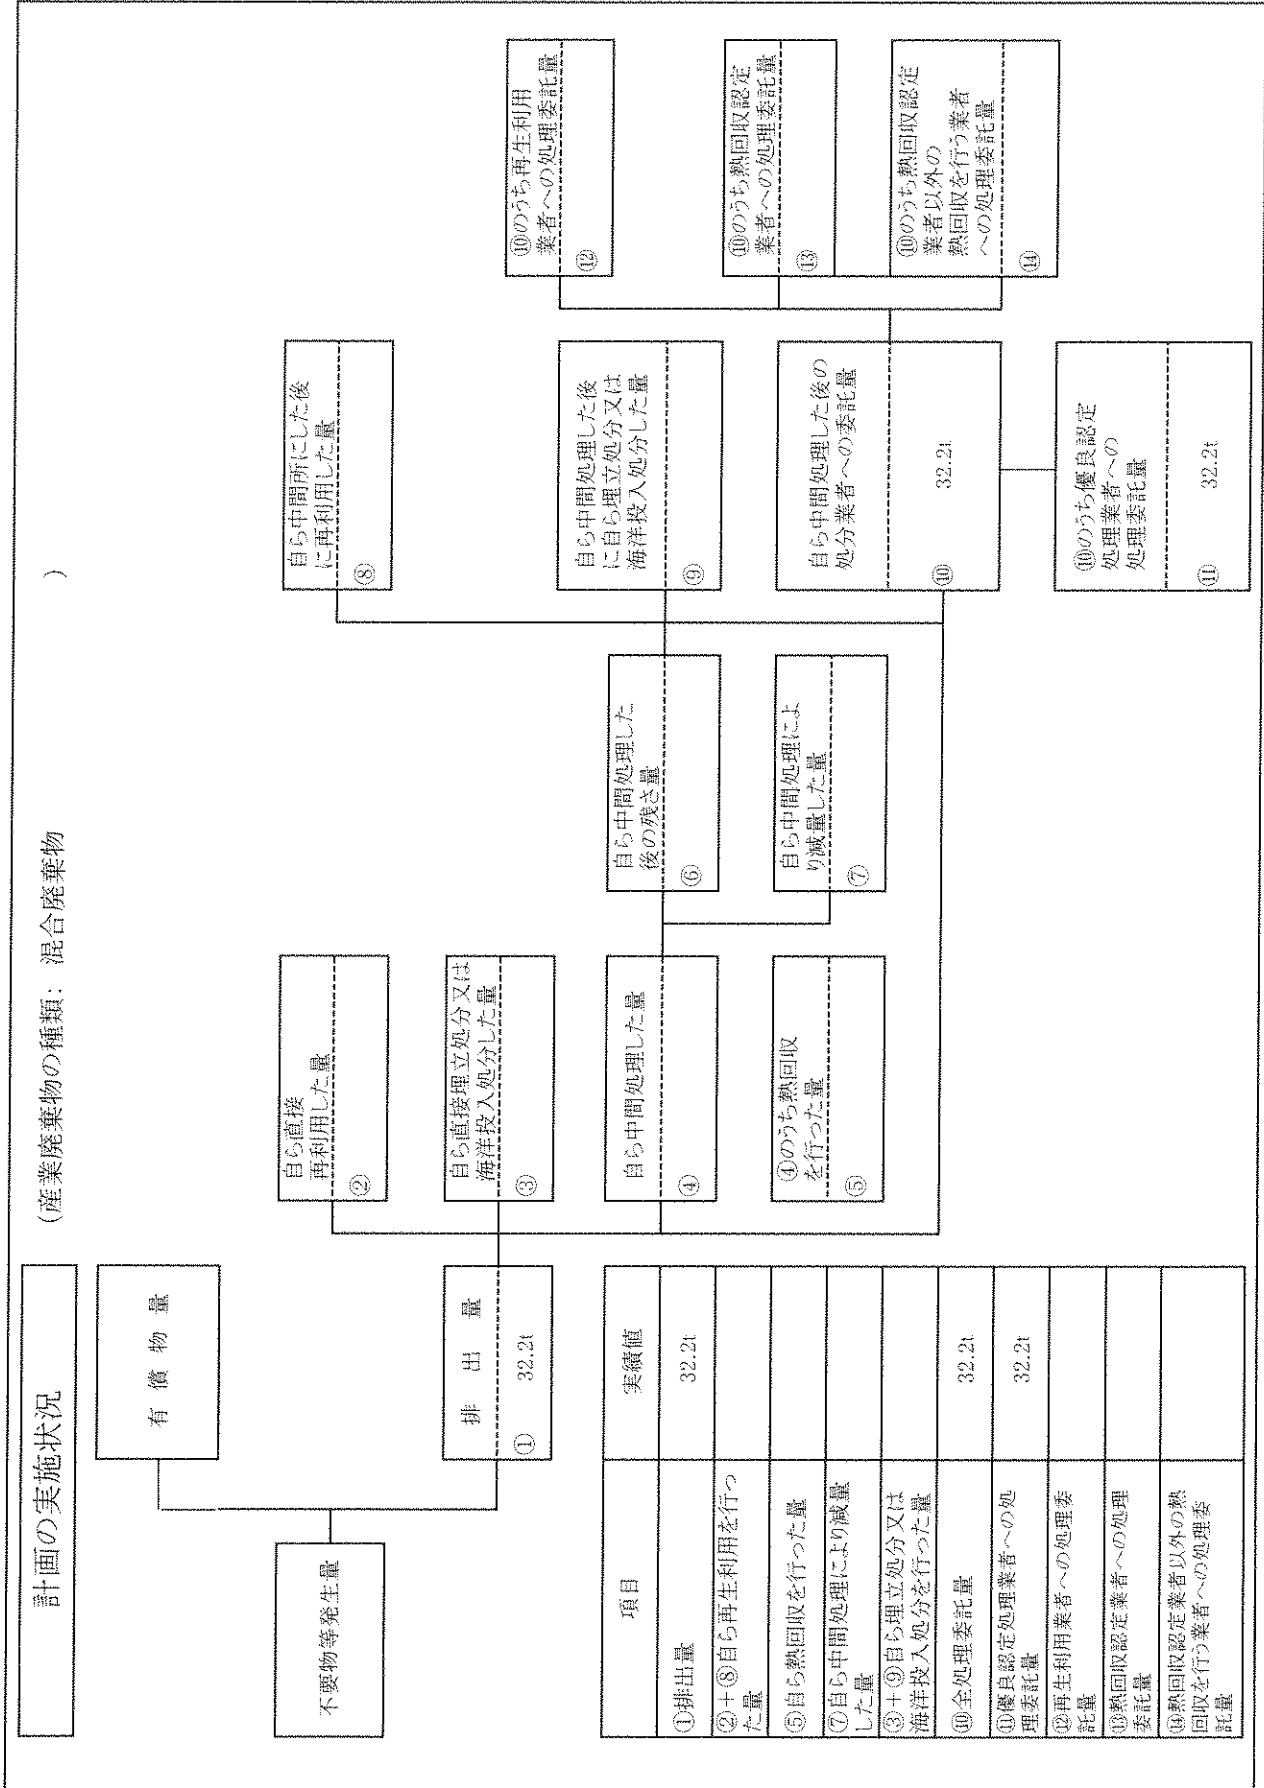 計画の実施状況
(産業廃棄物の種類： 混合廃棄物 )
不要物等発生量
有 償 物 量
排 出 量
① 32.2t
自ら直接
再利用した量
②
自ら直接埋立処分又は
海洋投入処分した量
③
自ら中間処理した量
④
④のうち熱回収
を行った量
⑤
自ら中間処理した
後の残さ量
⑥
自ら中間処理によ
り減量した量
⑦
自ら中間所にした後
に再利用した量
⑧
自ら中間処理した後
に自ら埋立処分又は
海洋投入処分した量
⑨
自ら中間処理した後の
処分業者への委託量
⑩ 32.2t
⑩のうち優良認定
処理業者への
処理委託量
⑪ 32.2t
⑩のうち再生利用
業者への処理委託量
⑫
⑩のうち熱回収認定
業者への処理委託量
⑬
⑩のうち熱回収認定
業者以外の
熱回収を行う業者
への処理委託量
⑭
項目 実績値
①排出量 32.2t
②＋⑧自ら再生利用を行っ
た量
⑤自ら熱回収を行った量
⑦自ら中間処理により減量
した量
③＋⑨自ら埋立処分又は
海洋投入処分を行った量
⑩全処理委託量 32.2t
⑪優良認定処理業者への処
理委託量 32.2t
⑫再生利用業者への処理委
託量
⑬熱回収認定業者への処理
委託量
⑭熱回収認定業者以外の熱
回収を行う業者への処理委
託量